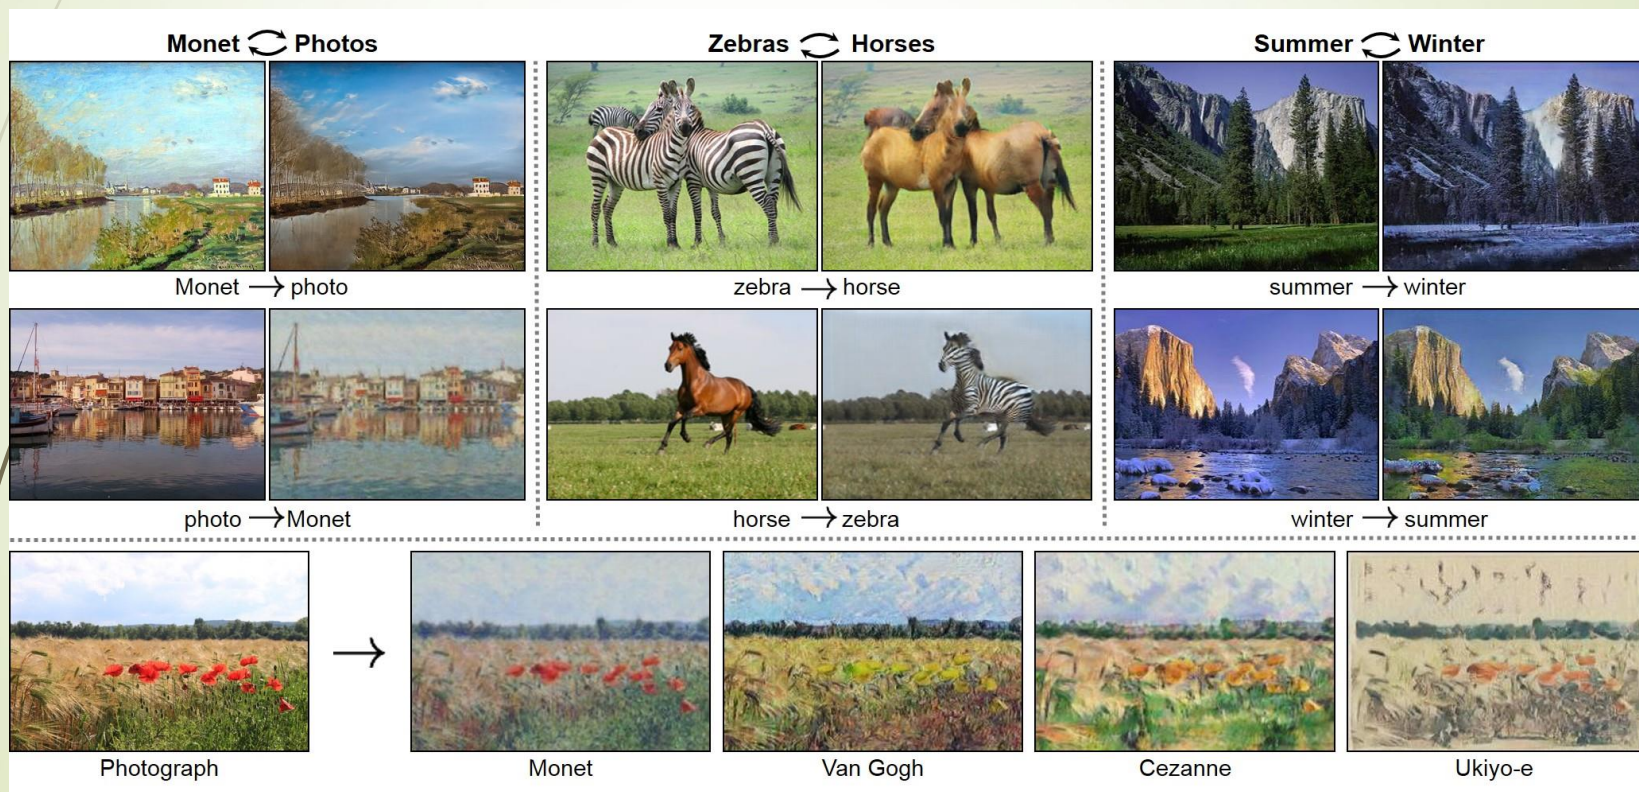 Monet Photos
Zebras Horses
Summer Winter
Monet → photo
zebra → horse
summer → winter
photo → Monet
horse → zebra
winter → summer
Photograph
Monet
Van Gogh
Cezanne
Ukiyo-e